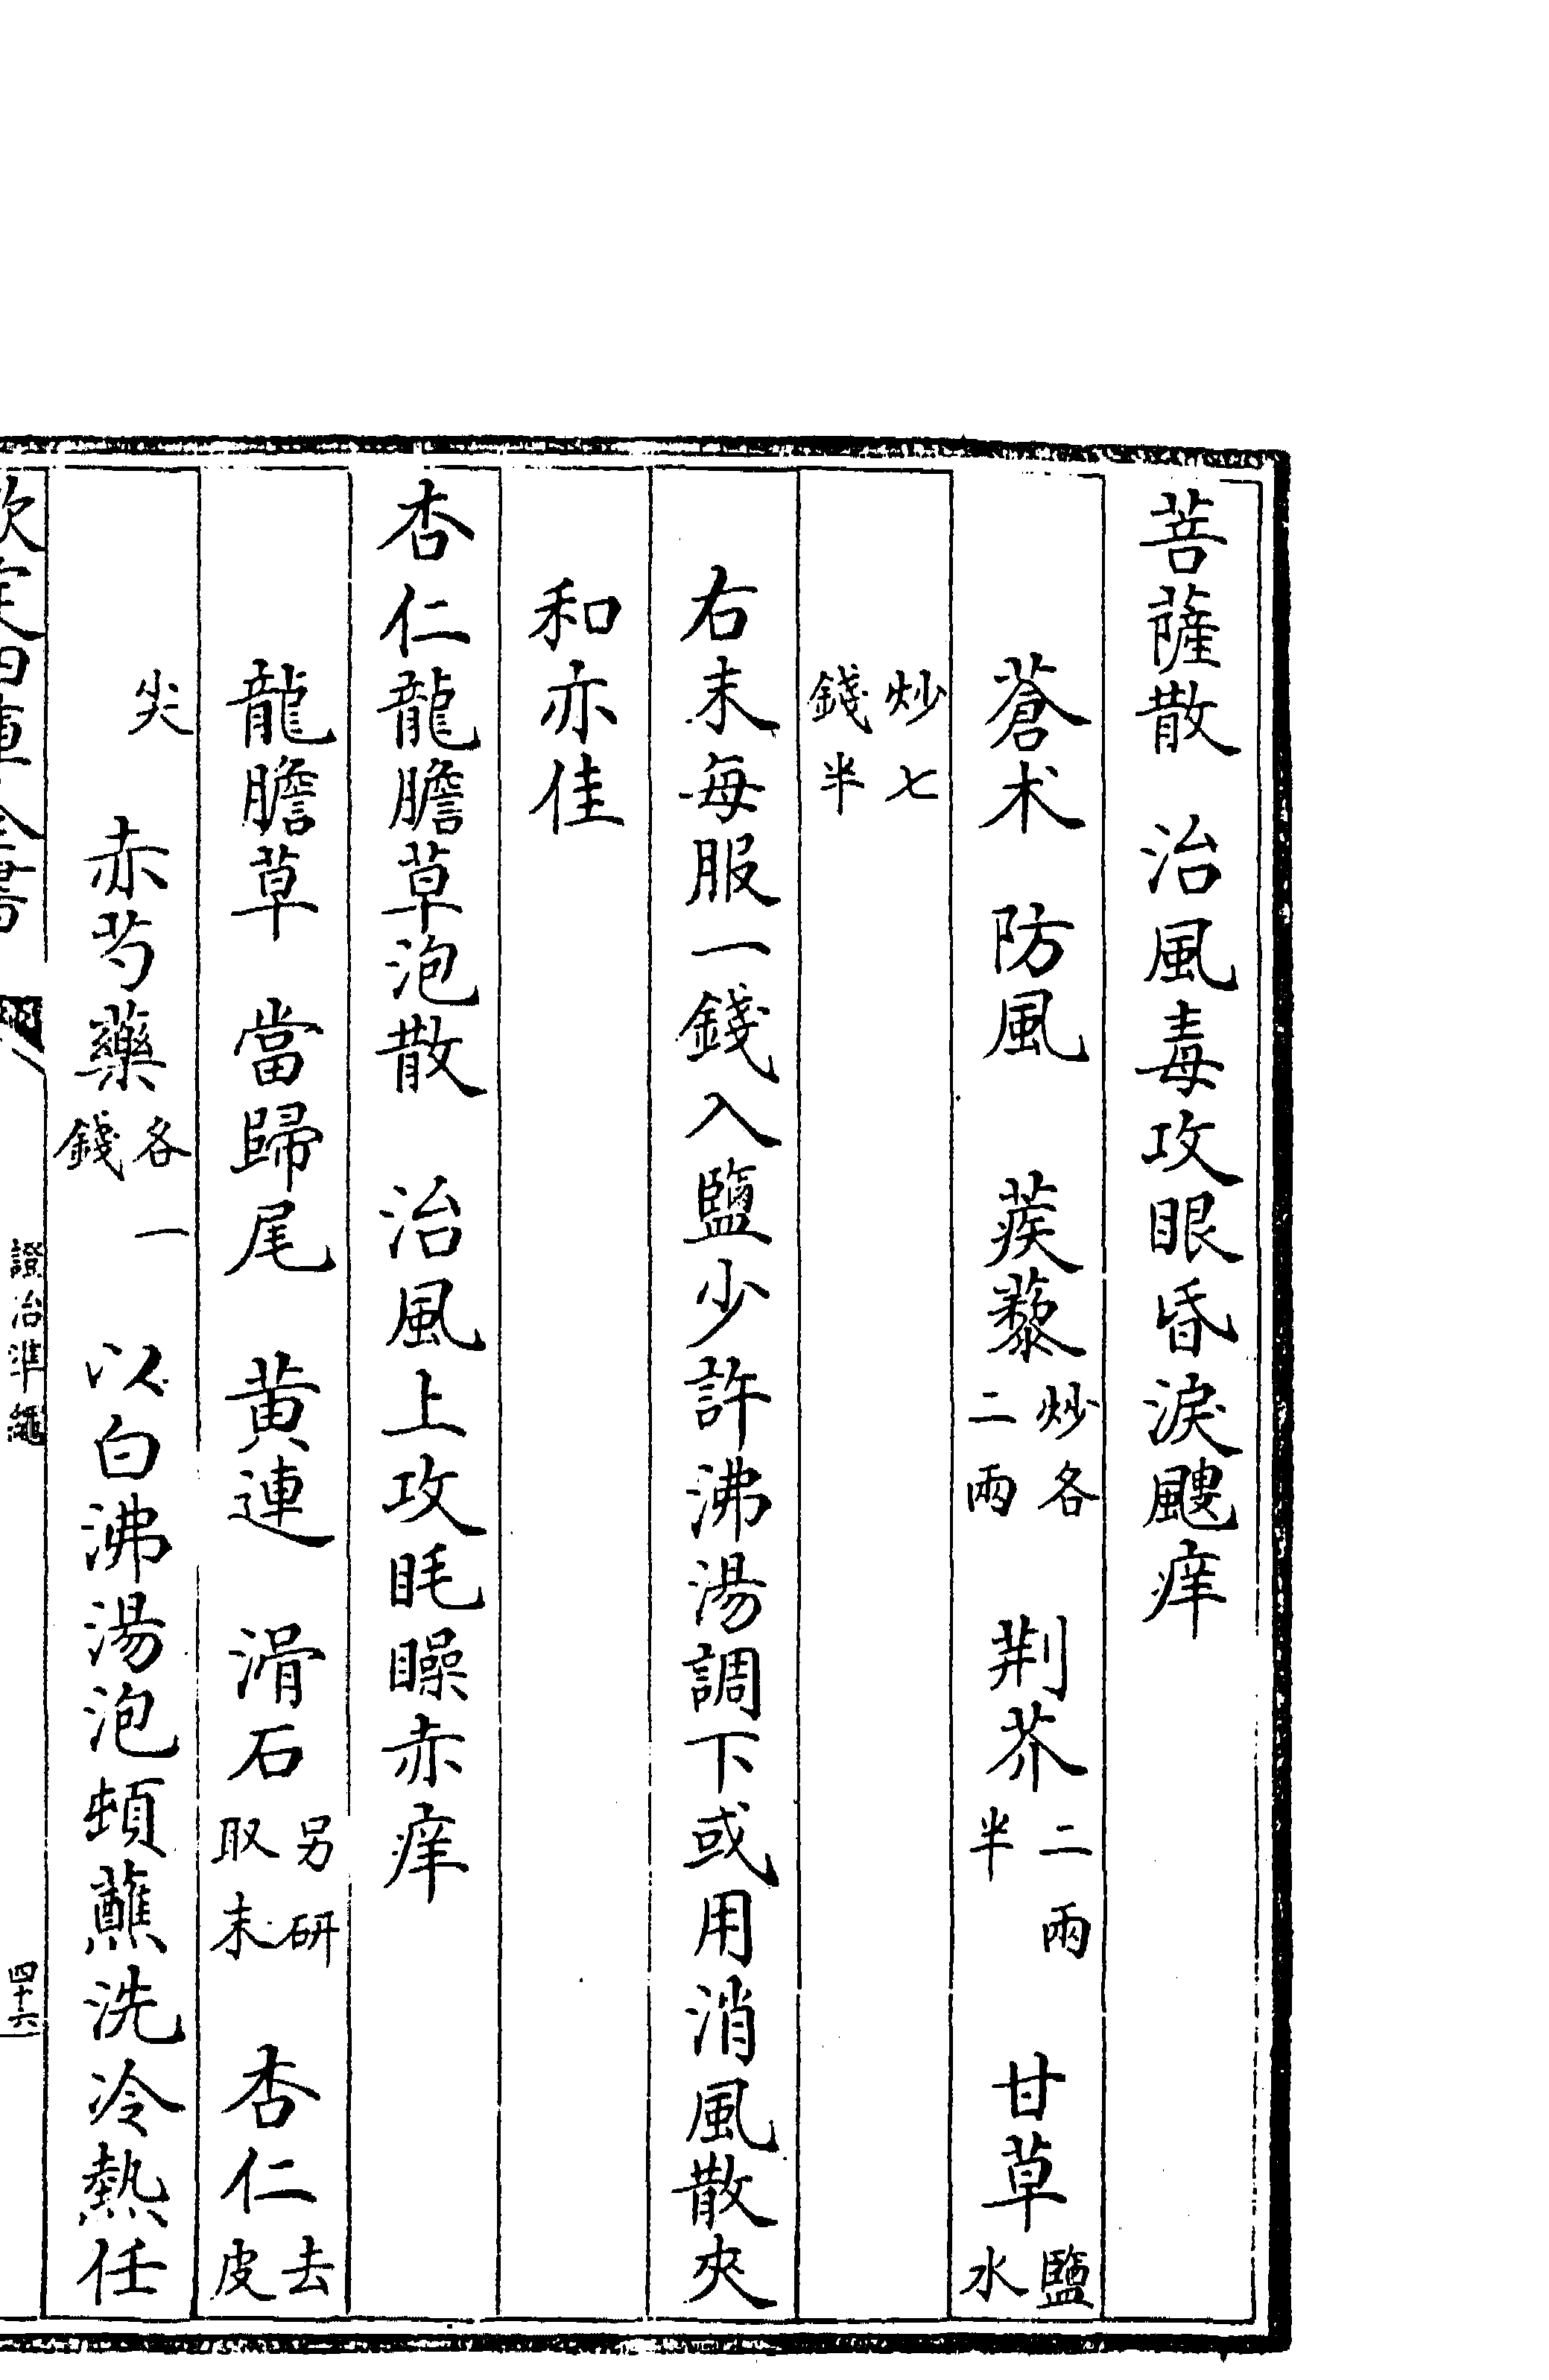 菩薩散　治風毒攻眼昏淚颼痒
蒼术　防風　蒺藜炒各二兩　荆芥二兩半　甘草鹽水
炒七錢半
右末每服一錢入鹽少許沸湯調下或用消風散夾
和亦佳
杏仁龍膽草泡散　治風上攻眊矂赤痒
龍膽草　當歸尾　黄連　滑石另研取末　杏仁去皮
尖　赤芍藥各一錢　以白沸湯泡頓蘸洗冷熱任
欽定四庫全書　證治準繩　四十六